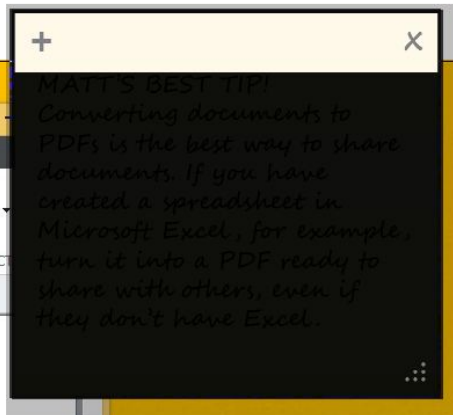 MATT'S BEST TIP!
Converting documents to
PDFs is the best way to share
documents. If you have
created a spreadsheet in
Microsoft Excel, for example,
turn it into a PDF ready to
share with others, even if
they don't have Excel.